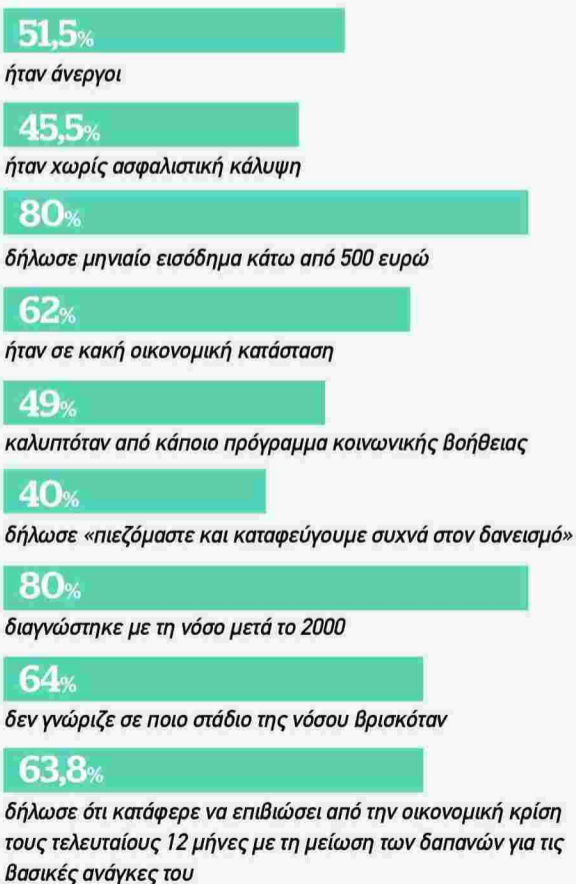 51,5%
ήταν άνεργοι
45,5%
ήταν χωρίς ασφαλιστική κάλυψη
80%
δήλωσε μηνιαίο εισόδημα κάτω από 500 ευρώ
62%
ήταν σε κακή οικονομική κατάσταση
49%
καλυπτόταν από κάποιο πρόγραμμα κοινωνικής βοήθειας
40%
δήλωσε «πιεζόμαστε και καταφεύγουμε συχνά στον δανεισμό»
80%
διαγνώστηκε με τη νόσο μετά το 2000
64%
δεν γνώριζε σε ποιο στάδιο της νόσου βρισκόταν
63,8%
δήλωσε ότι κατάφερε να επιβιώσει από την οικονομική κρίση
τους τελευταίους 12 μήνες με τη μείωση των δαπανών για τις
βασικές ανάγκες του